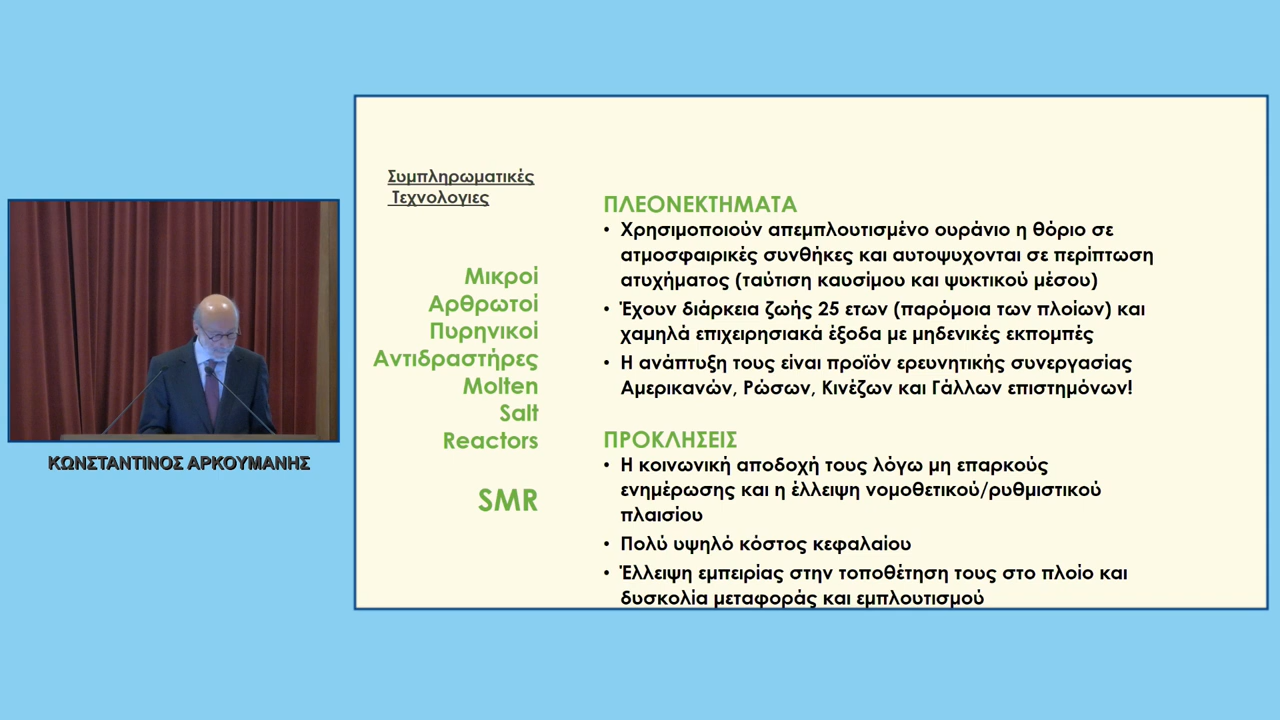 Συμπληρωματικές
Τεχνολογιες
Μικροί
Αρθρωτοί
Πυρηνικοί
Αντιδραστήρες
Molten
Salt
Reactors
SMR
ΠΛΕΟΝΕΚΤΗΜΑΤΑ
• Χρησιμοποιούν απεμπλουτισμένο ουράνιο η θόριο σε
ατμοσφαιρικές συνθήκες και αυτοψυχονται σε περίπτωση
ατυχήματος (ταύτιση καυσίμου και ψυκτικού μέσου)
• Έχουν διάρκεια ζωής 25 ετων (παρόμοια των πλοίων) και
χαμηλά επιχειρησιακά έξοδα με μηδενικές εκπομπές
• Η ανάπτυξη τους είναι προϊόν ερευνητικής συνεργασίας
Αμερικανών, Ρώσων, Κινέζων και Γάλλων επιστημόνων!
ΠΡΟΚΛΗΣΕΙΣ
• Η κοινωνική αποδοχή τους λόγω μη επαρκούς
ενημέρωσης και η έλλειψη νομοθετικού/ρυθμιστικού
πλαισίου
• Πολύ υψηλό κόστος κεφαλαίου
• Έλλειψη εμπειρίας στην τοποθέτηση τους στο πλοίο και
δυσκολία μεταφοράς και εμπλουτισμού
ΚΩΝΣΤΑΝΤΙΝΟΣ ΑΡΚΟΥΜΑΝΗΣ